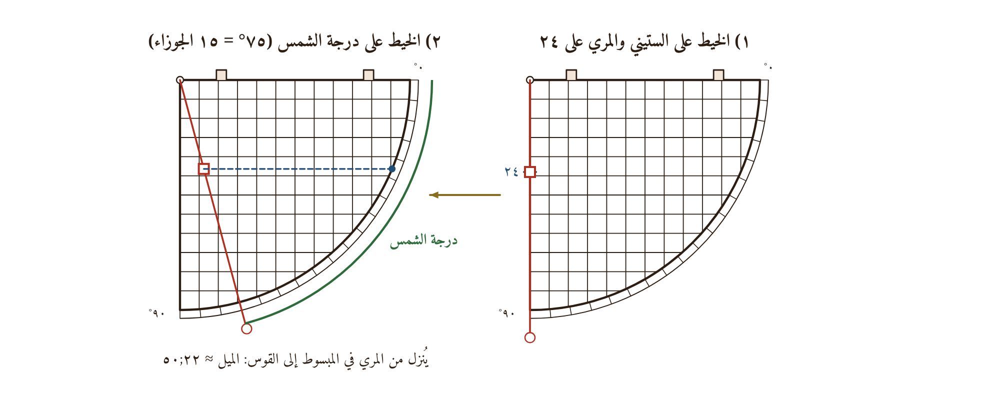 ١) الخيط على الستيني والمري على ٢٤
٠°
٢٤
٩٠°
٢) الخيط على درجة الشمس (٧٥° = ١٥ الجوزاء)
٠°
درجة الشمس
٩٠°
يُنزل من المري في المبسوط إلى القوس: الميل ≈ ٢٢;٥٠